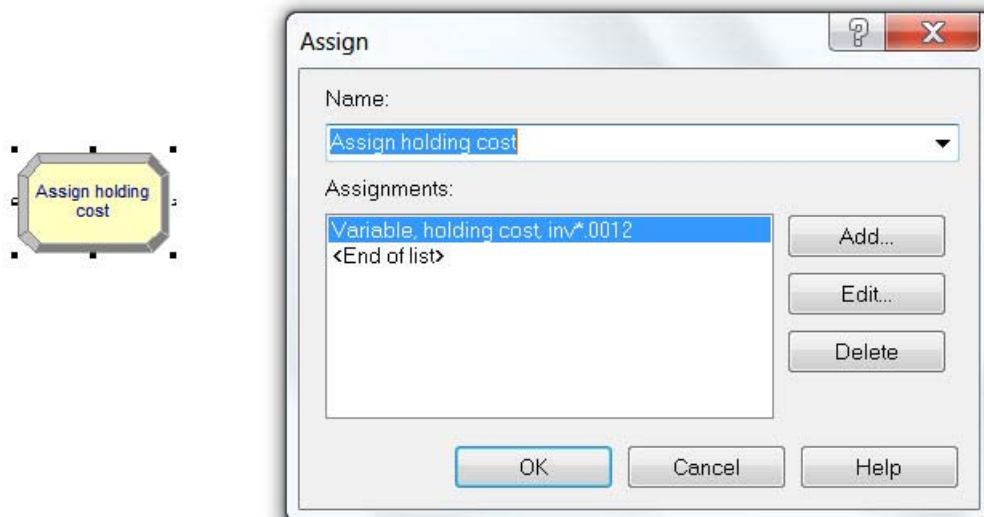 Assign holding
cost
Assign
Name:
Assign holding cost
Assignments:
Variable, holding cost, inv*.0012
<End of list>
Add...
Edit...
Delete
OK
Cancel
Help